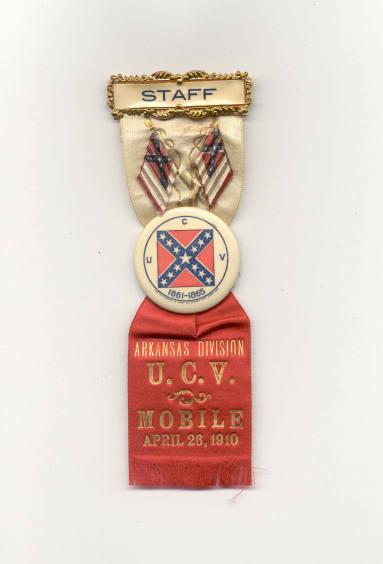 STAFF
C
U V
1861-1865
ARKANSAS DIVISION
U. C. V.
MOBILE
APRIL 26, 1910